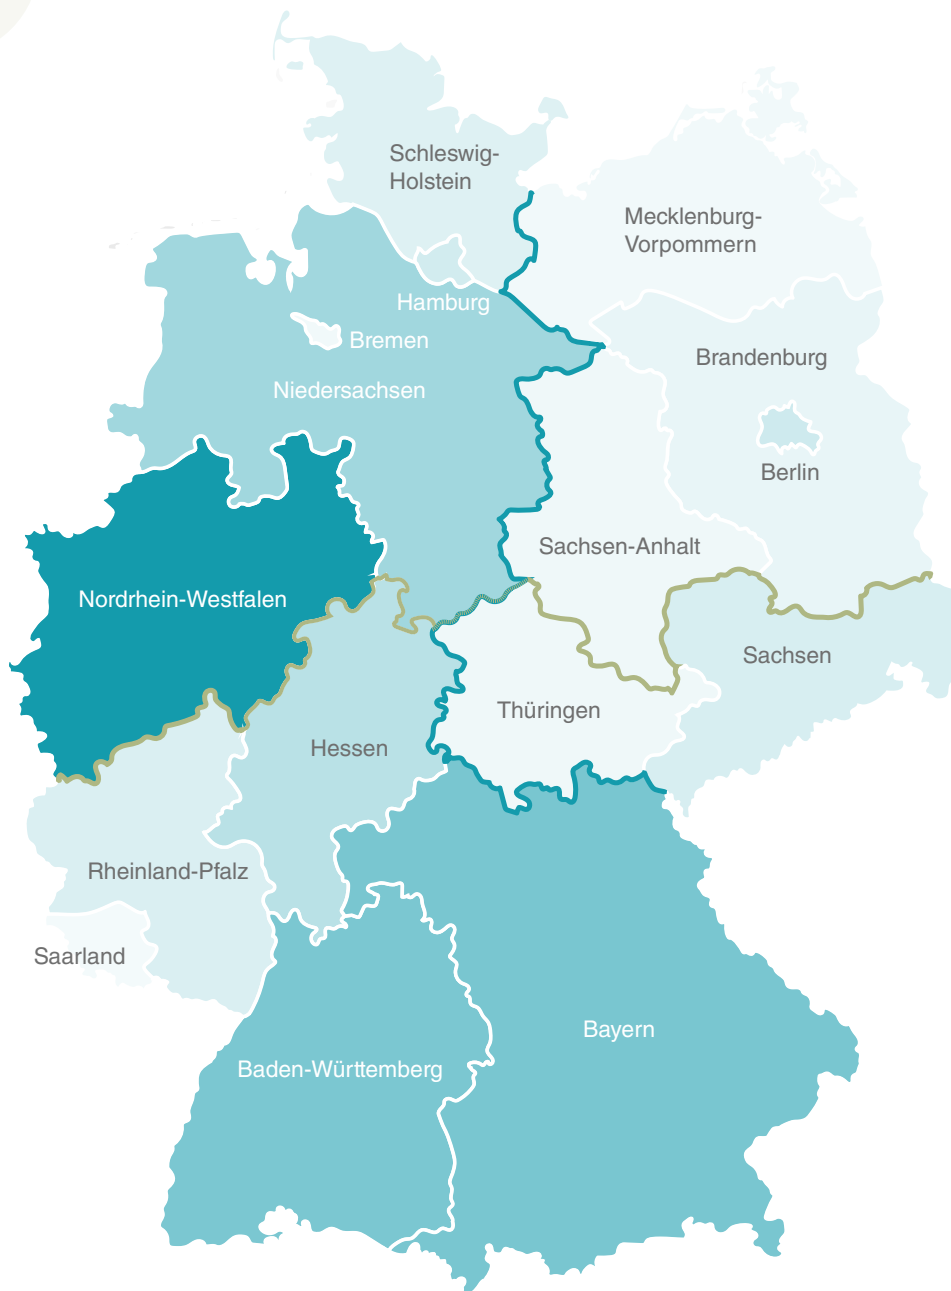 Schleswig-
Holstein
Mecklenburg-
Vorpommern
Hamburg
Bremen
Brandenburg
Niedersachsen
Berlin
Sachsen-Anhalt
Nordrhein-Westfalen
Sachsen
Thüringen
Hessen
Rheinland-Pfalz
Saarland
Bayern
Baden-Württemberg